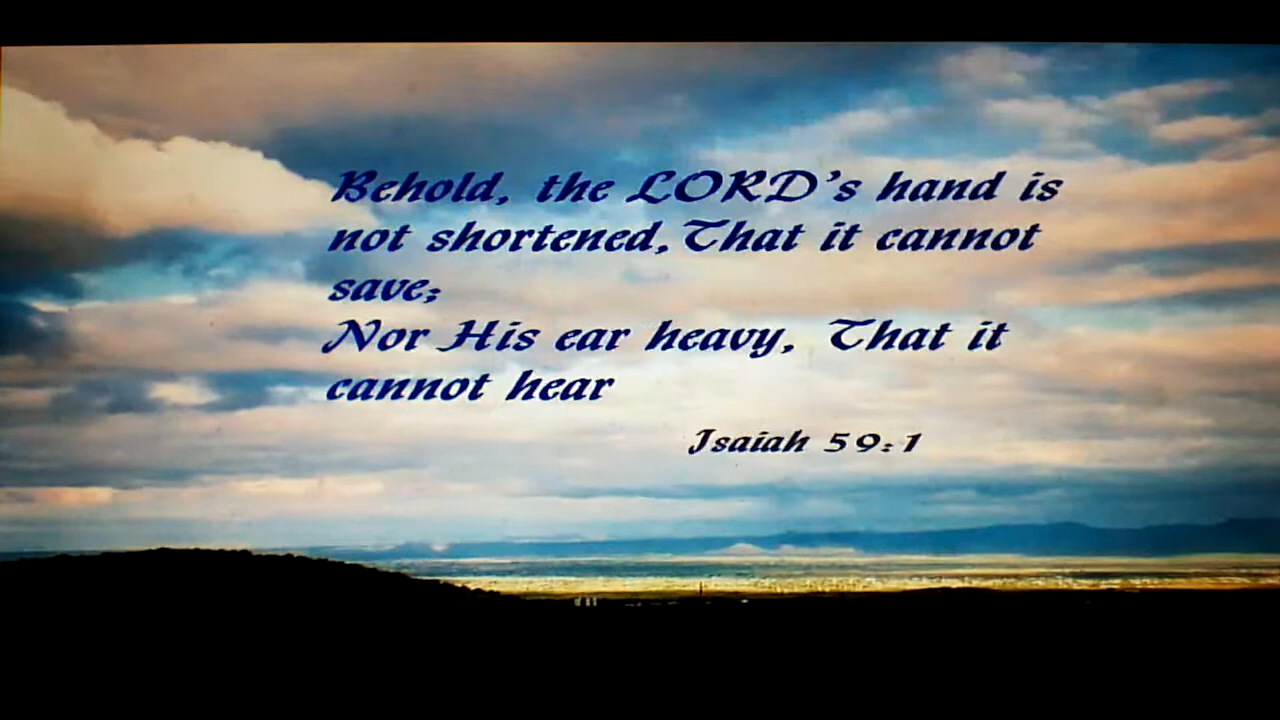 Behold, the LORD's hand is
not shortened,That it cannot
save;
Nor His ear heavy, That it
cannot hear
Isaiah 59:1